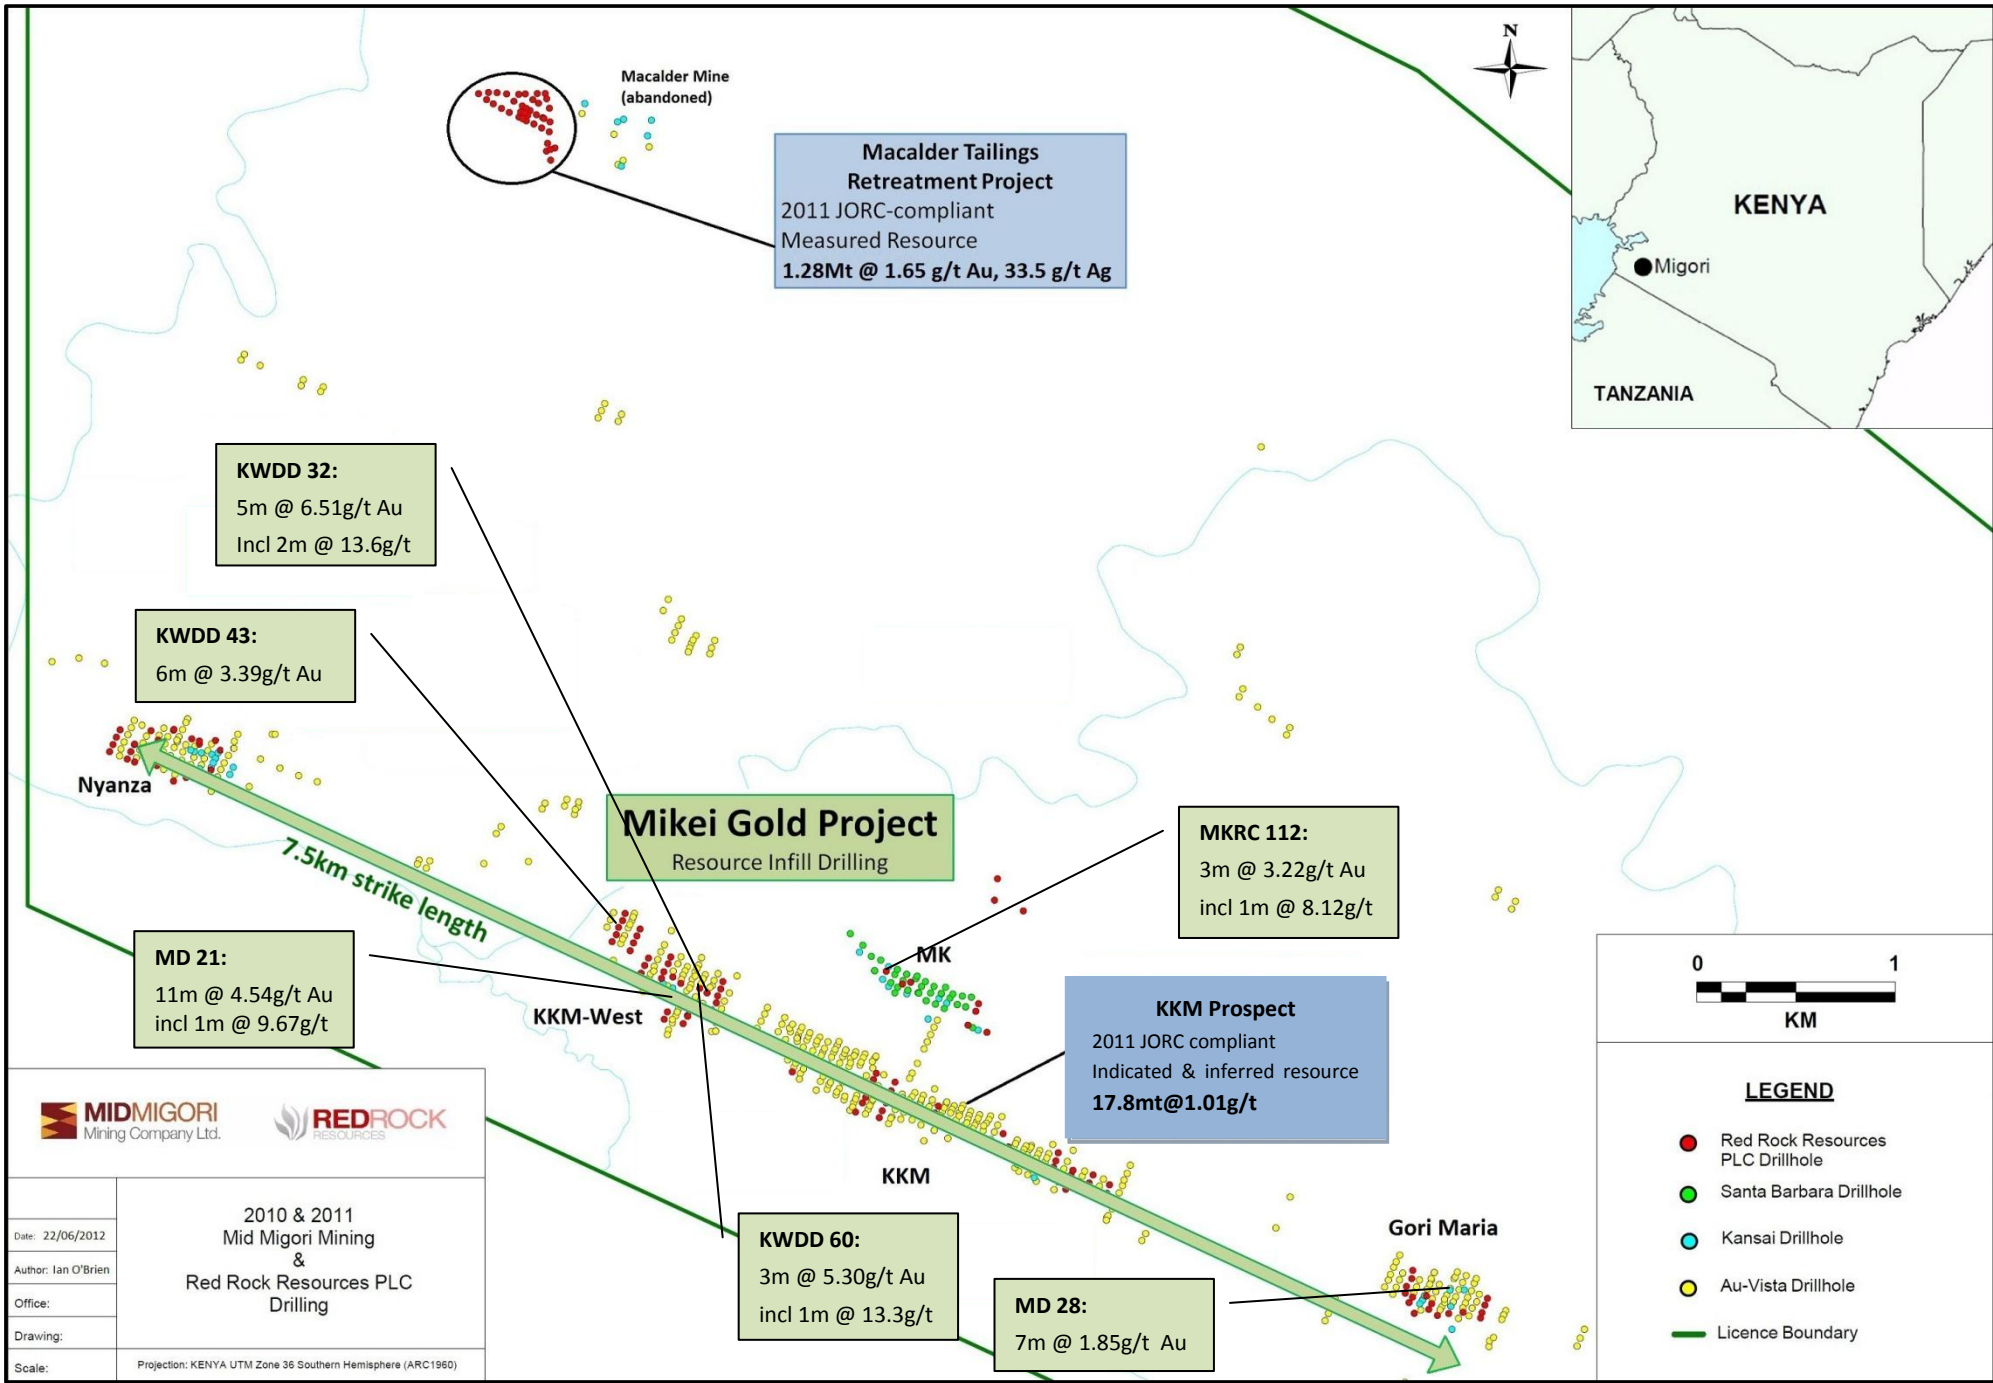 N
Macalder Mine
(abandoned)
Macalder Tailings
Retreatment Project
2011 JORC-compliant
Measured Resource
1.28Mt @ 1.65 g/t Au, 33.5 g/t Ag
KENYA
Migori
TANZANIA
KWDD 32:
5m @ 6.51g/t Au
Incl 2m @ 13.6g/t
KWDD 43:
6m @ 3.39g/t Au
Nyanza
7.5km strike length
Mikei Gold Project
Resource Infill Drilling
MKRC 112:
3m @ 3.22g/t Au
incl 1m @ 8.12g/t
MK
MD 21:
11m @ 4.54g/t Au
incl 1m @ 9.67g/t
KKM-West
KKM Prospect
2011 JORC compliant
Indicated & inferred resource
17.8mt@1.01g/t
KKM
KWDD 60:
3m @ 5.30g/t Au
incl 1m @ 13.3g/t
MD 28:
7m @ 1.85g/t Au
Gori Maria
0 1
KM
LEGEND
Red Rock Resources
PLC Drillhole
Santa Barbara Drillhole
Kansai Drillhole
Au-Vista Drillhole
Licence Boundary
MIDMIGORI
Mining Company Ltd.
REDROCK
RESOURCES
Date: 22/06/2012
Author: Ian O'Brien
Office:
Drawing:
Scale:
2010 & 2011
Mid Migori Mining
&
Red Rock Resources PLC
Drilling
Projection: KENYA UTM Zone 36 Southern Hemisphere (ARC1960)